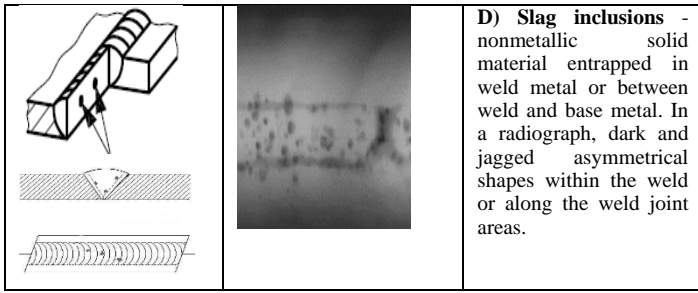 D) Slag inclusions -
nonmetallic solid
material entrapped in
weld metal or between
weld and base metal. In
a radiograph, dark and
jagged asymmetrical
shapes within the weld
or along the weld joint
areas.